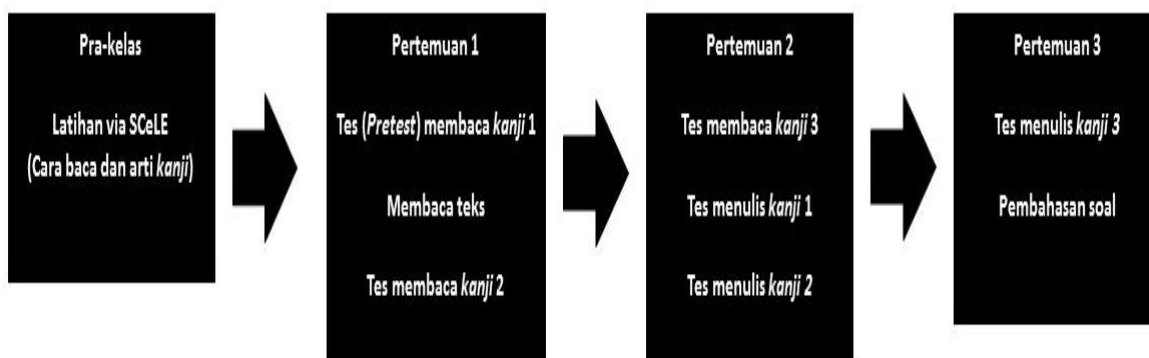 Pra-kelas
Latihan via SCeLE
(Cara baca dan arti kanji)
Pertemuan 1
Tes (Pretest) membaca kanji 1
Membaca teks
Tes membaca kanji 2
Pertemuan 2
Tes membaca kanji 3
Tes menulis kanji 1
Tes menulis kanji 2
Pertemuan 3
Tes menulis kanji 3
Pembahasan soal